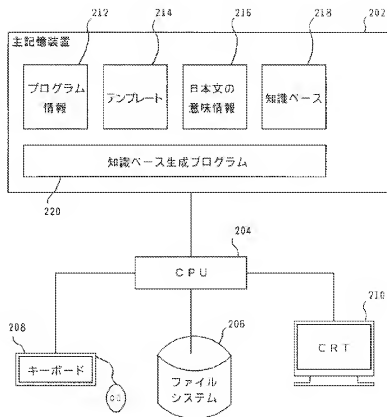 212
214
216
218
202
主記憶装置
プログラム
情報
テンプレート
日本文の
意味情報
知識ベース
知識ベース生成プログラム
220
204
CPU
208
206
210
キーボード
ファイル
システム
CRT